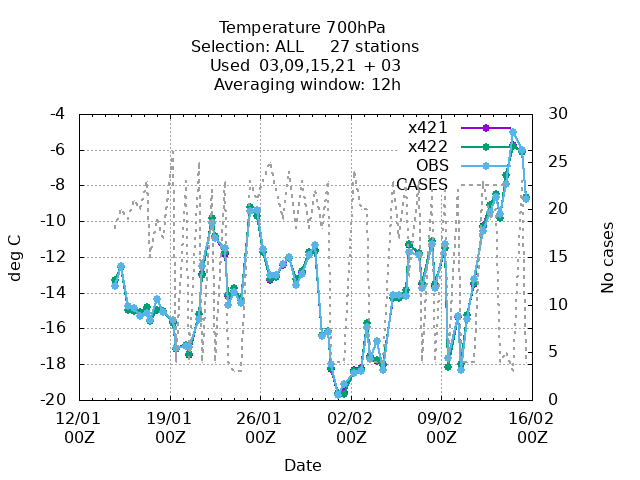 Temperature 700hPa
Selection: ALL 27 stations
Used 03,09,15,21 + 03
Averaging window: 12h
-4 30
x421
x422
OBS
CASES
-6 25
-8
-10 20
-12 15
-14
-16 10
-18 5
-20 0
deg C
No cases
12/01 19/01 26/01 02/02 09/02 16/02
00Z 00Z 00Z 00Z 00Z 00Z
Date